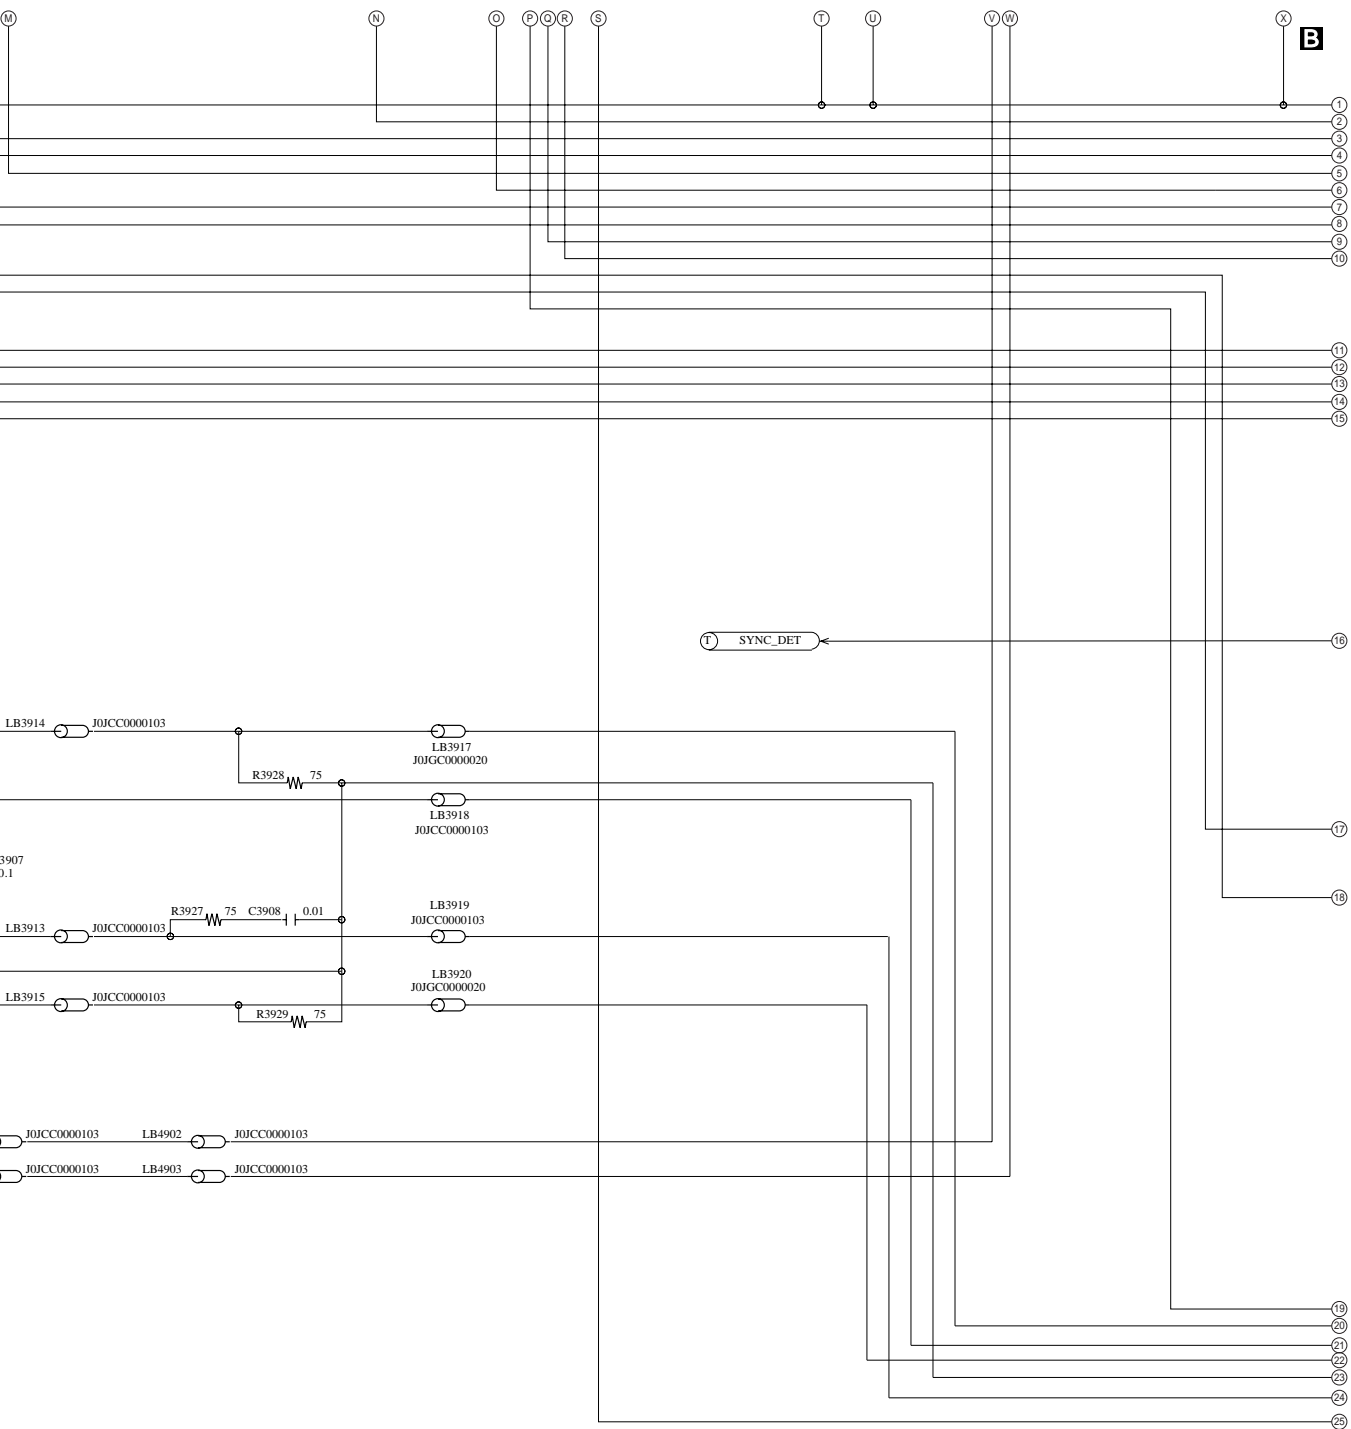 M N O P Q R S T U V W X
B
1
2
3
4
5
6
7
8
9
10
11
12
13
14
15
T SYNC_DET 16
LB3914 J0JCC0000103
LB3917
J0JGC0000020
R3928 75
LB3918
J0JCC0000103
17
3907
0.1
18
LB3919
R3927 75 C3908 0.01
J0JCC0000103
LB3913 J0JCC0000103
LB3920
J0JGC0000020
LB3915 J0JCC0000103
R3929 75
J0JCC0000103 LB4902 J0JCC0000103
J0JCC0000103 LB4903 J0JCC0000103
19
20
21
22
23
24
25